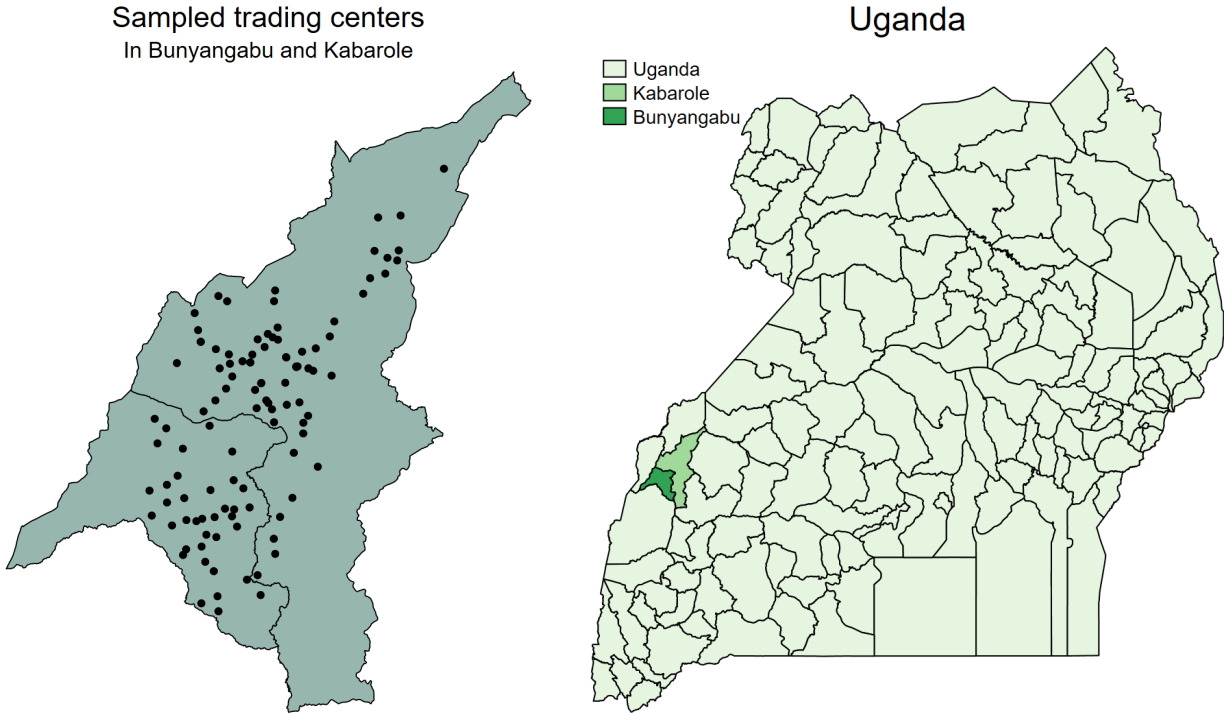 Sampled trading centers
In Bunyangabu and Kabarole
Uganda
Uganda
Kabarole
Bunyangabu